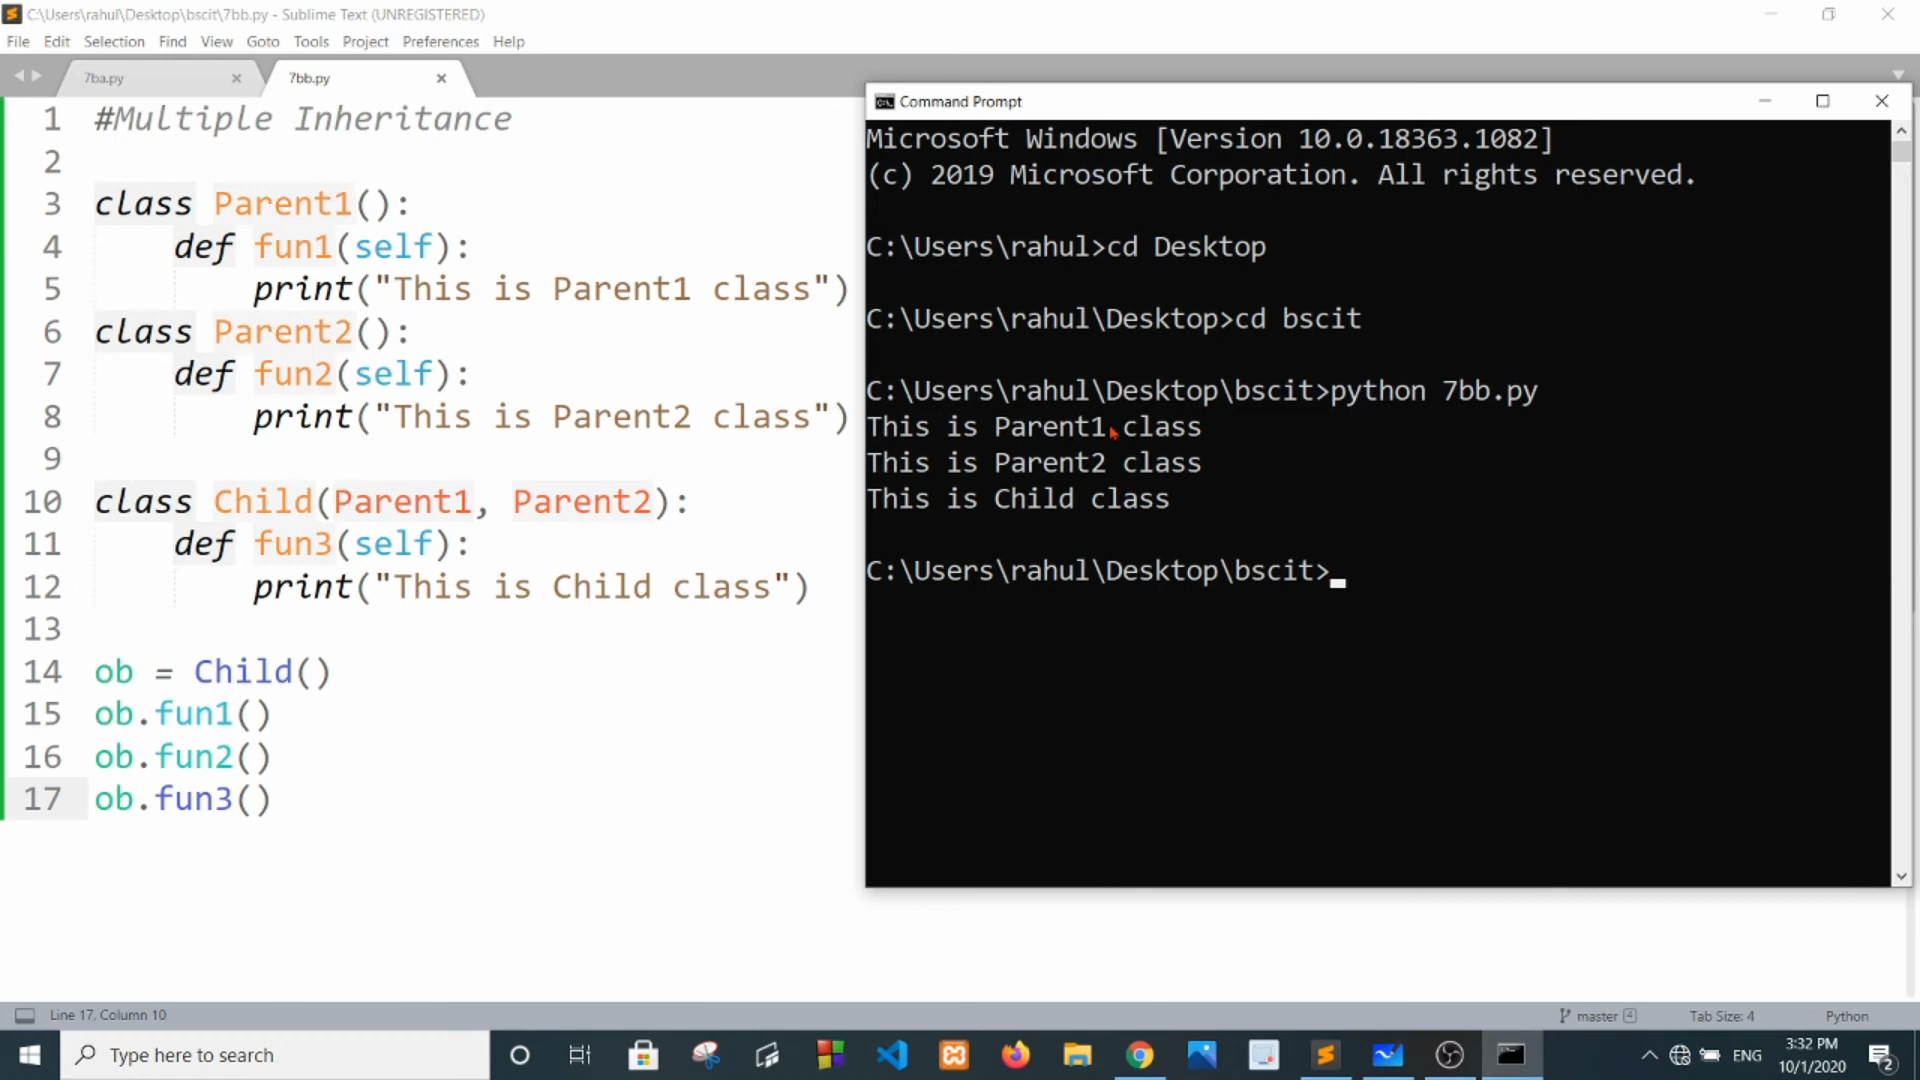 C:\Users\rahul\Desktop\bscit\7bb.py - Sublime Text (UNREGISTERED)
File Edit Selection Find View Goto Tools Project Preferences Help
7ba.py
7bb.py
1 #Multiple Inheritance
2
3 class Parent1():
4 def fun1(self):
5 print("This is Parent1 class")
6 class Parent2():
7 def fun2(self):
8 print("This is Parent2 class")
9
10 class Child(Parent1, Parent2):
11 def fun3(self):
12 print("This is Child class")
13
14 ob = Child()
15 ob.fun1()
16 ob.fun2()
17 ob.fun3()
Command Prompt
Microsoft Windows [Version 10.0.18363.1082]
(c) 2019 Microsoft Corporation. All rights reserved.
C:\Users\rahul>cd Desktop
C:\Users\rahul\Desktop>cd bscit
C:\Users\rahul\Desktop\bscit>python 7bb.py
This is Parent1 class
This is Parent2 class
This is Child class
C:\Users\rahul\Desktop\bscit>
Line 17, Column 10
master 4
Tab Size: 4
Python
Type here to search
ENG
3:32 PM
10/1/2020
2